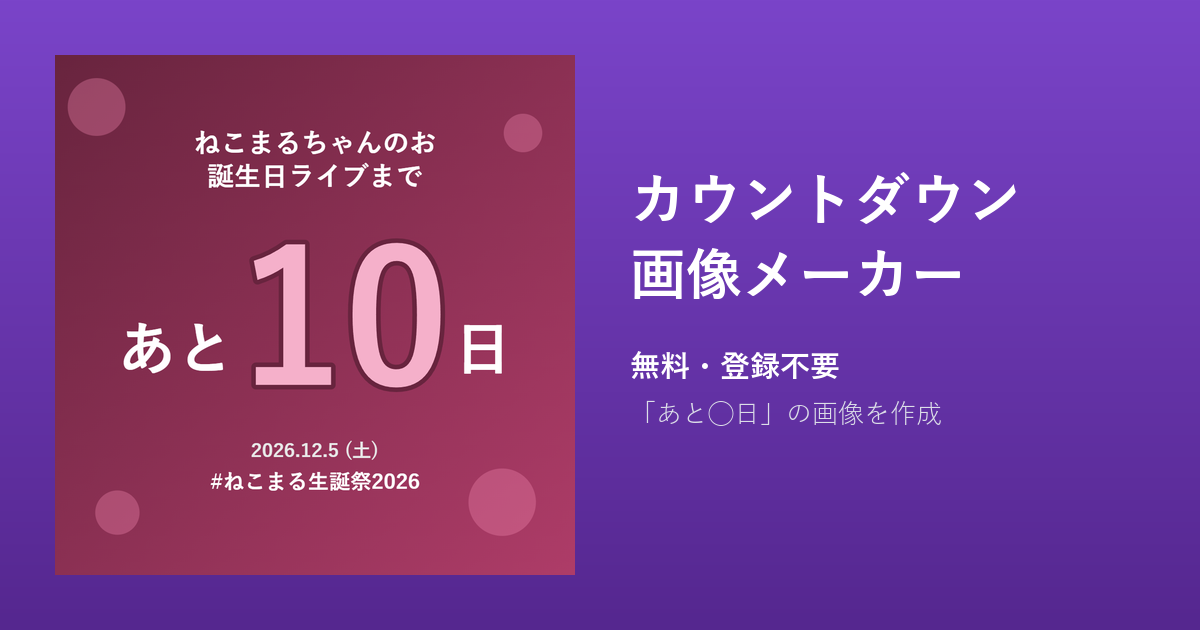 ねこまるちゃんのお
誕生日ライブまで
あと10日
2026.12.5 (土)
#ねこまる生誕祭2026
カウントダウン
画像メーカー
無料・登録不要
「あと◯日」の画像を作成